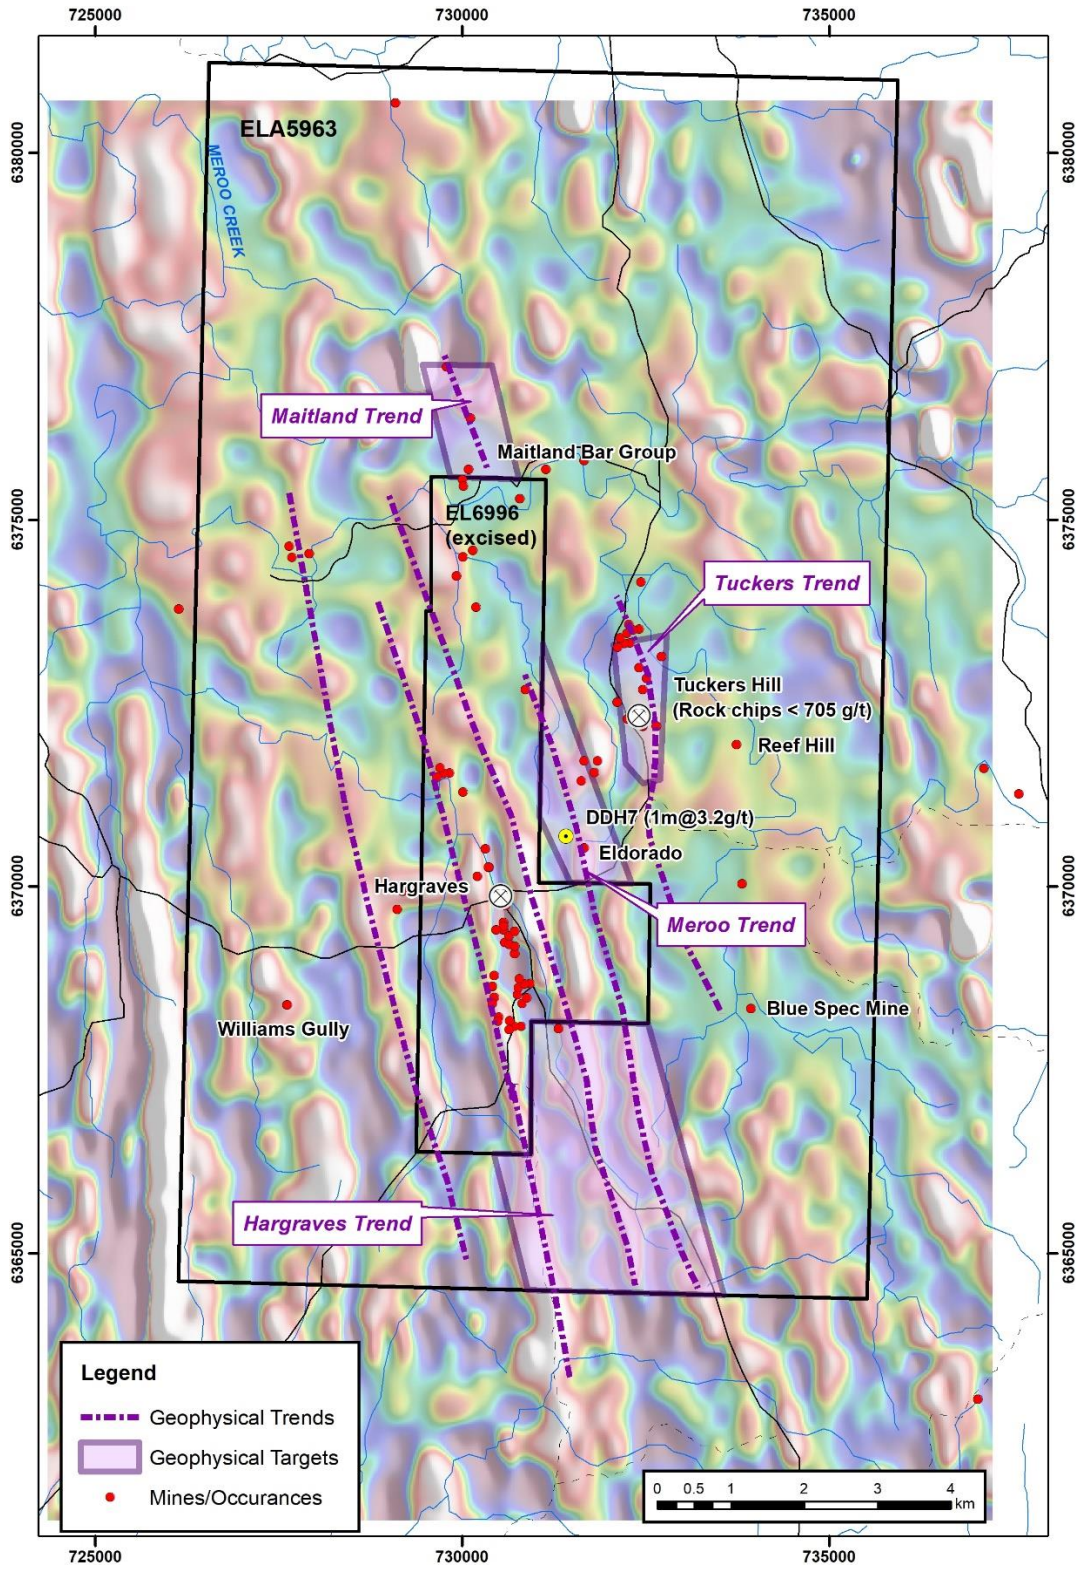 725000
730000
735000
6380000
6380000
ELA5963
MEROO CREEK
Maitland Trend
Maitland Bar Group
6375000
6375000
EL6996
(excised)
Tuckers Trend
Tuckers Hill
(Rock chips < 705 g/t)
Reef Hill
DDH7 (1m@3.2g/t)
Eldorado
6370000
6370000
Hargraves
Meroo Trend
Blue Spec Mine
Williams Gully
Hargraves Trend
6365000
6365000
Legend
Geophysical Trends
Geophysical Targets
Mines/Occurances
0 0.5 1 2 3 4
km
725000
730000
735000